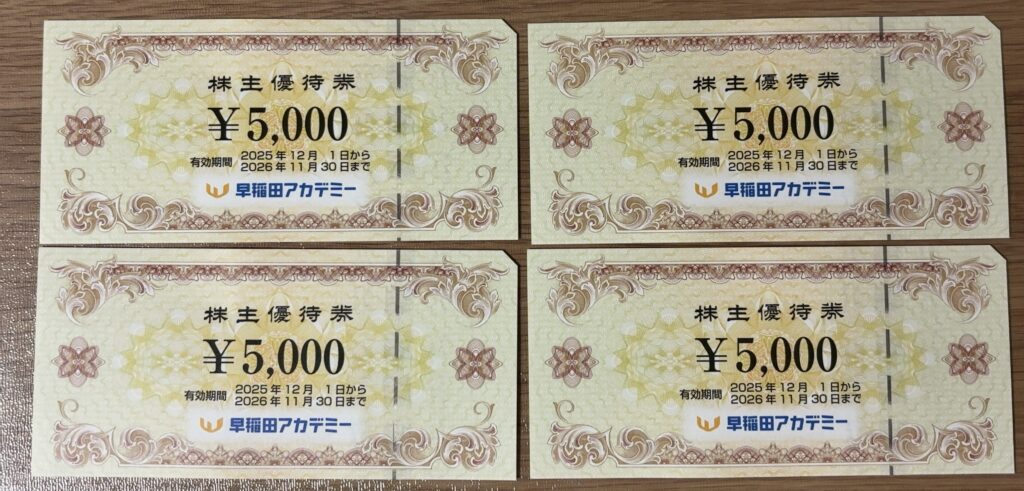 株主優待券
￥5,000
有効期間 2025年12月 1日から
2026年11月30日まで
早稲田アカデミー
株主優待券
￥5,000
有効期間 2025年12月 1日から
2026年11月30日まで
早稲田アカデミー
株主優待券
￥5,000
有効期間 2025年12月 1日から
2026年11月30日まで
早稲田アカデミー
株主優待券
￥5,000
有効期間 2025年12月 1日から
2026年11月30日まで
早稲田アカデミー